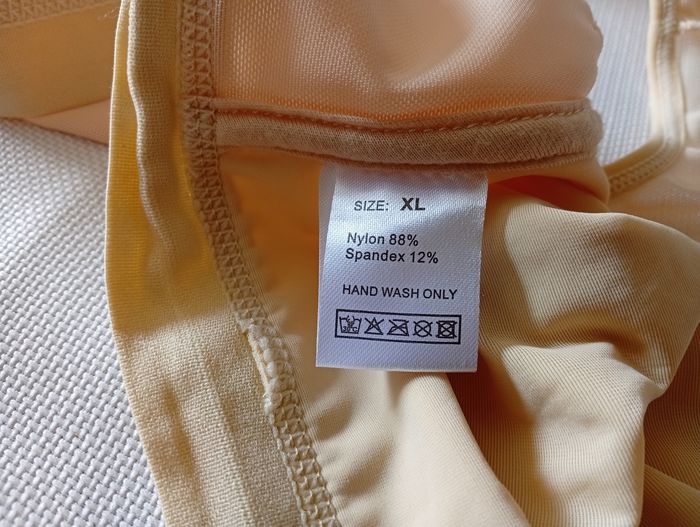 SIZE: XL
Nylon 88%
Spandex 12%
HAND WASH ONLY